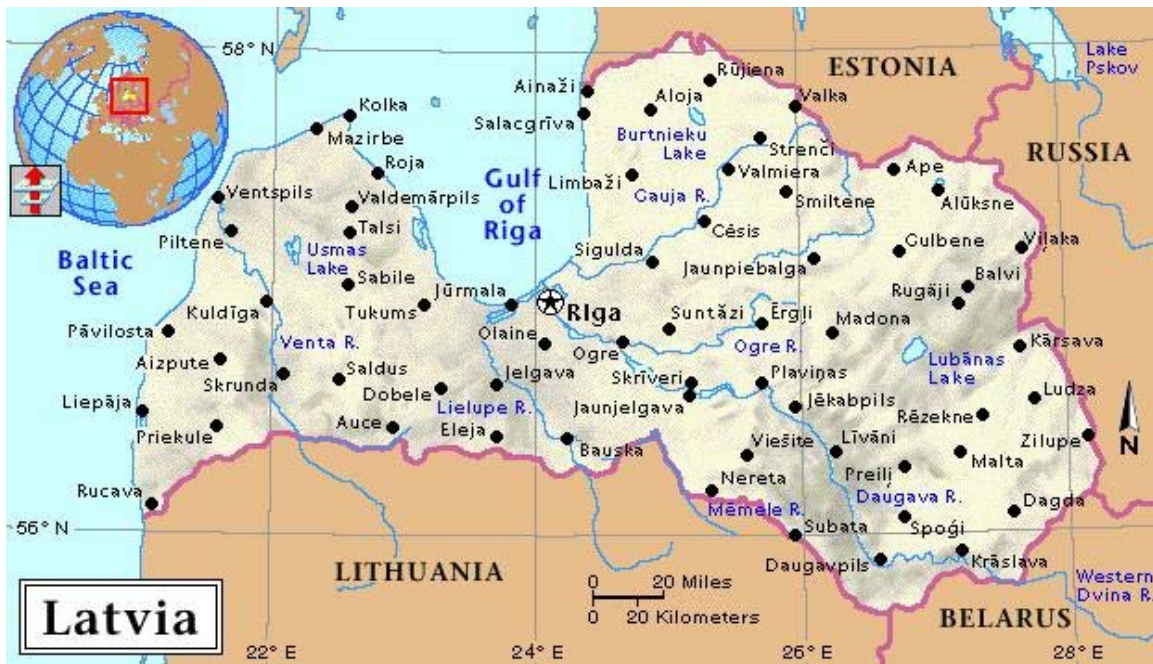 58° N
ESTONIA
Lake
Pskov
Rūjiena
Ainaži
Aloja
Valka
Kolka
Salacgrīva
Burtnieku
Lake
Mazirbe
Strenči
RUSSIA
Roja
Gulf
of
Riga
Limbaži
Valmiera
Ape
Ventspils
Valdemārpils
Gauja R.
Smiltene
Alūksne
Piltene
Talsi
Cēsis
Baltic
Sea
Usmas
Lake
Sigulda
Gulbene
Viļaka
Jaunpiebalga
Balvi
Sabile
Jūrmala
Rugāji
Kuldīga
Tukums
Rīga
Suntāži
Ērgļi
Madona
Pāvilosta
Olaine
Ogre
Ogre R.
Kārsava
Venta R.
Lubānas
Lake
Aizpute
Saldus
Jelgava
Skrīveri
Plaviņas
Skrunda
Dobele
Ludza
Liepāja
Lielupe R.
Jaunjelgava
Jēkabpils
Rēzekne
Priekule
Auce
Eleja
Bauska
Viešite
Līvāni
Zilupe
N
Preiļi
Malta
Rucava
Nereta
Daugava R.
Dagda
Mēmele R.
56° N
Subata
Spoģi
LITHUANIA
0 20 Miles
Daugavpils
Krāslava
Western
Dvina R.
0 20 Kilometers
BELARUS
Latvia
22° E
24° E
26° E
28° E